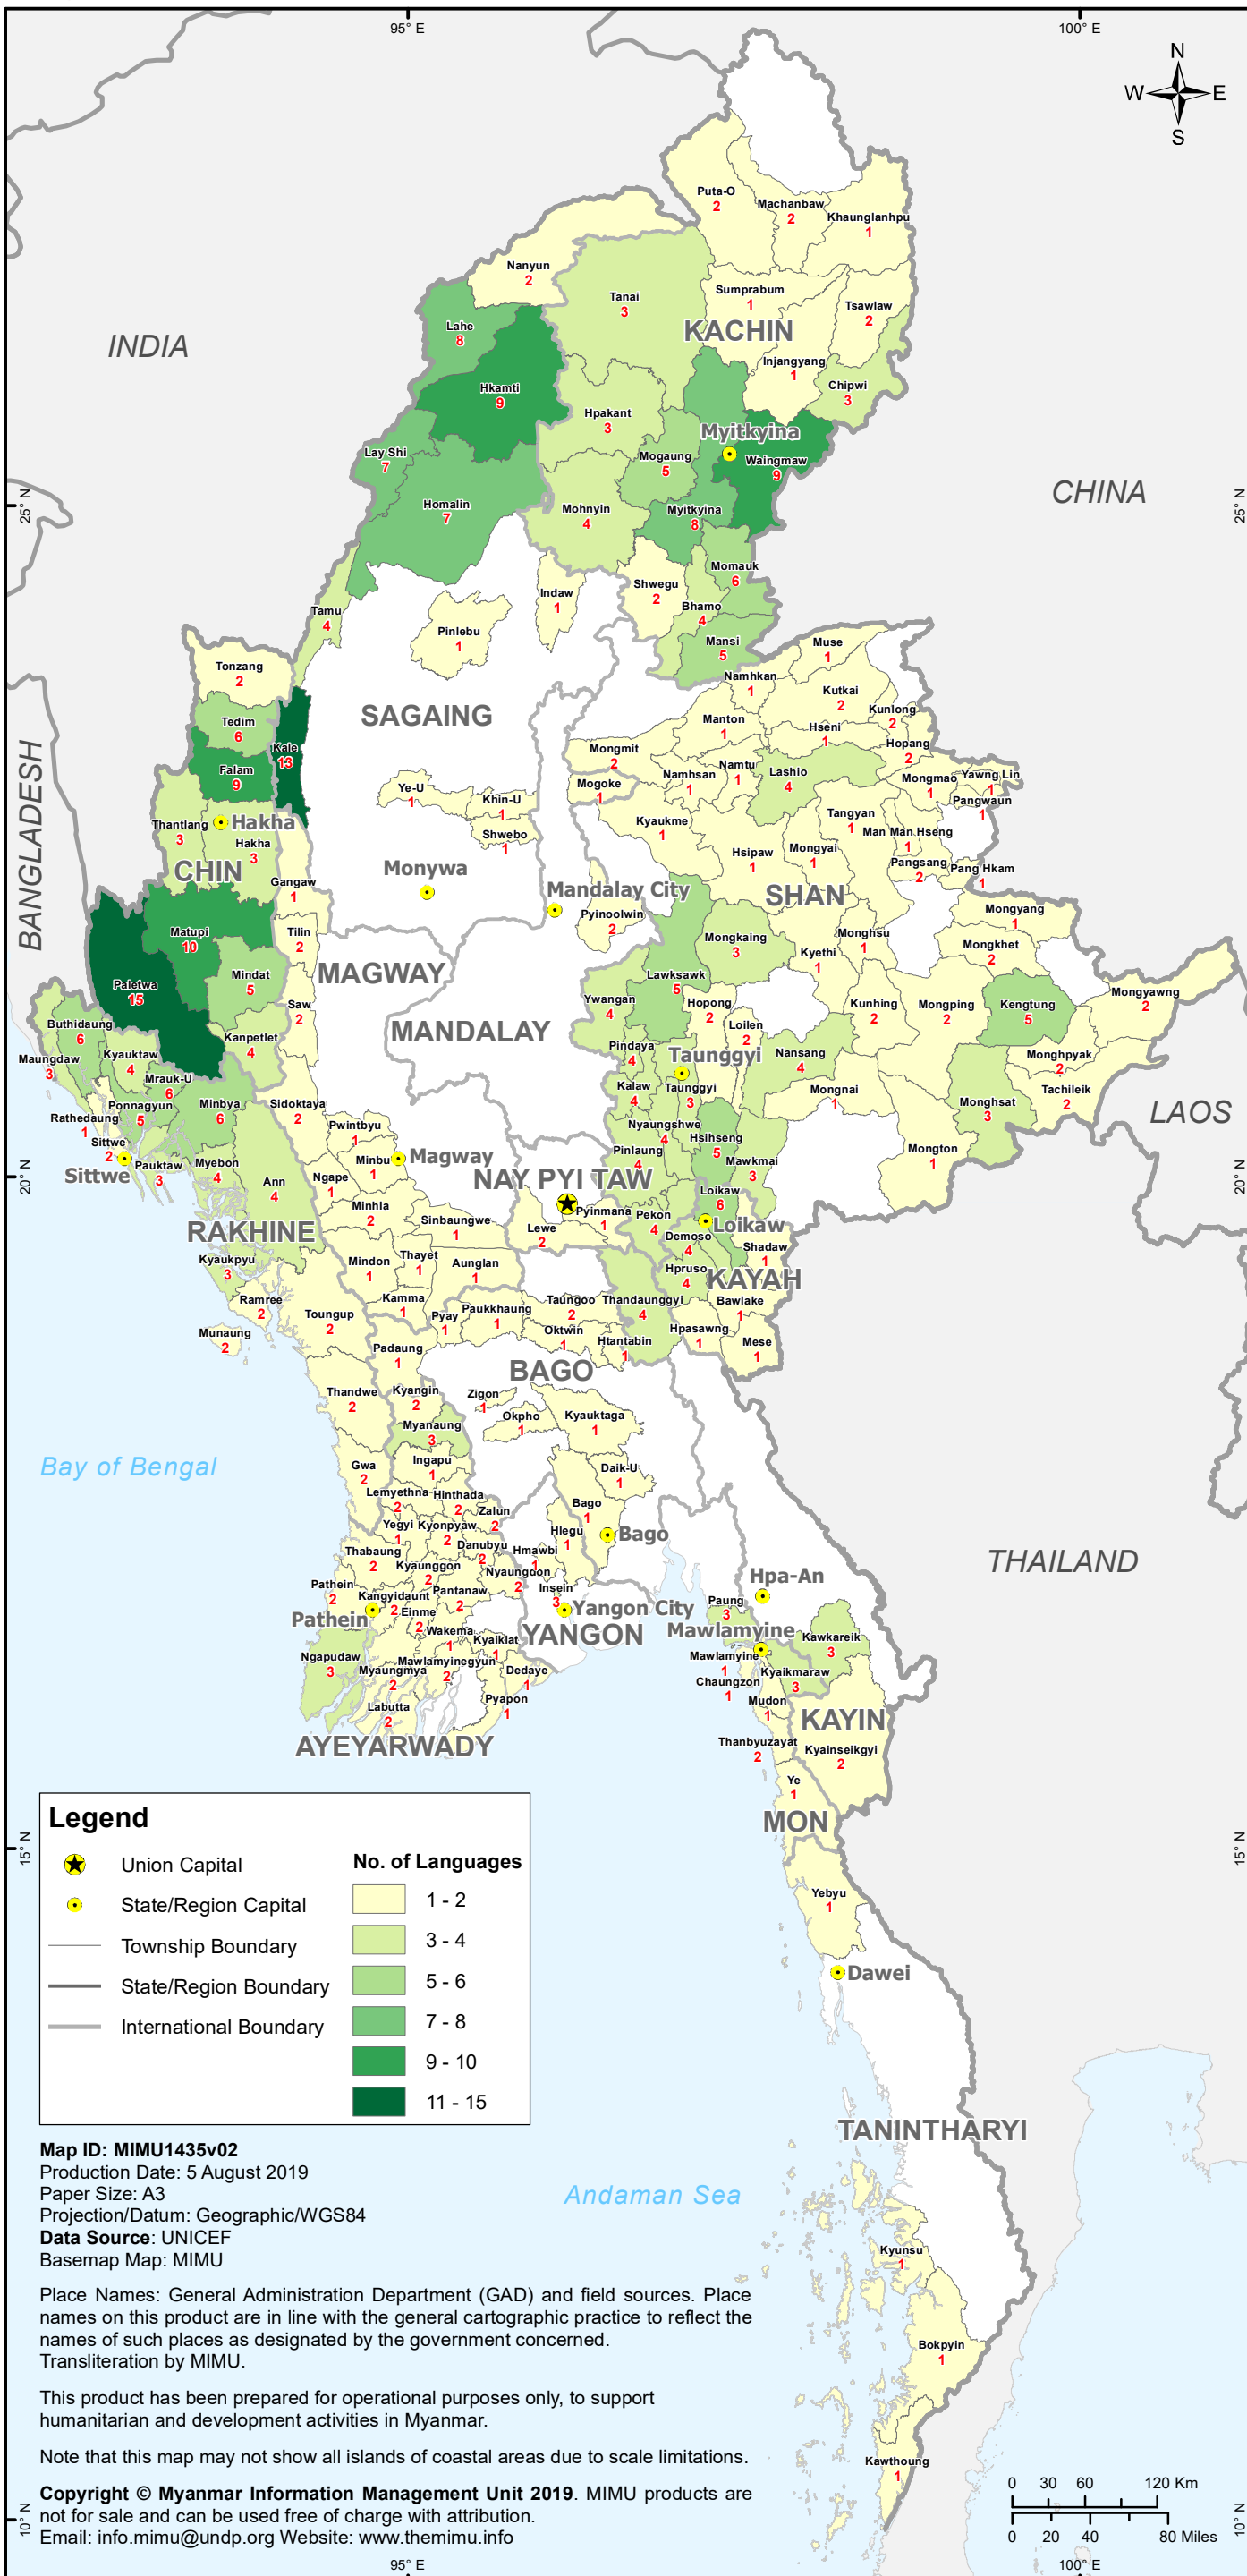 95° E
100° E
N
W
E
S
Puta-O
2
Machanbaw
2
Khaunglanhpu
1
Nanyun
2
Tanai
3
Sumprabum
1
Tsawlaw
2
KACHIN
INDIA
Lahe
8
Injangyang
1
Chipwi
3
Hkamti
9
Hpakant
3
Myitkyina
Lay Shi
7
Mogaung
5
Waingmaw
9
CHINA
25° N
25° N
Homalin
7
Mohnyin
4
Myitkyina
8
Momauk
6
Shwegu
2
Indaw
1
Bhamo
4
Tamu
4
Pinlebu
1
Mansi
5
Muse
1
Tonzang
2
Namhkan
1
Kutkai
2
Kunlong
2
SAGAING
Tedim
6
Manton
1
Hseni
1
Hopang
2
Kale
13
Mongmit
2
Falam
9
Namhsan
1
Namtu
1
Lashio
4
Mongmao
1
Yawng Lin
1
Mogoke
1
Ye-U
1
Khin-U
1
Pangwaun
1
BANGLADESH
Thantlang
3
Hakha
Kyaukme
1
Tangyan
1
Man Man Hseng
1
Shwebo
1
Hakha
3
Hsipaw
1
Mongyai
1
Pangsang
2
Pang Hkam
1
CHIN
Monywa
Gangaw
1
Mandalay City
SHAN
Pyinoolwin
2
Mongyang
1
Matupi
10
Tilin
2
Mongkaing
3
Monghsu
1
Mongkhet
2
Kyethi
1
MAGWAY
Mindat
5
Lawksawk
5
Paletwa
15
Ywangan
4
Hopong
2
Kunhing
2
Mongping
2
Kengtung
5
Mongyawng
2
Saw
2
Buthidaung
6
MANDALAY
Loilen
2
Kanpetlet
4
Kyauktaw
4
Pindaya
4
Taunggyi
Nansang
4
Monghpyak
2
Maungdaw
3
Mrauk-U
6
Kalaw
4
Taunggyi
3
Mongnai
1
Tachileik
2
Ponnagyun
5
Minbya
6
Sidoktaya
2
Monghsat
3
LAOS
Rathedaung
1
Pwintbyu
1
Nyaungshwe
4
Hsihseng
5
Sittwe
2
Pinlaung
4
Mongton
1
Sittwe
Pauktaw
3
Myebon
4
Minbu
1
Magway
Mawkmai
3
20° N
20° N
Ann
4
Ngape
1
NAY PYI TAW
Loikaw
6
Minhla
2
Pyinmana
1
Pekon
4
Loikaw
RAKHINE
Sinbaungwe
1
Lewe
2
Demoso
4
Shadaw
1
Kyaukpyu
3
Mindon
1
Thayet
1
Aunglan
1
Hpruso
4
KAYAH
Ramree
2
Kamma
1
Taungoo
2
Thandaunggyi
4
Bawlake
1
Toungup
2
Pyay
1
Paukkhaung
1
Munaung
2
Oktwin
1
Htantabin
1
Hpasawng
1
Mese
1
Padaung
1
BAGO
Thandwe
2
Kyangin
2
Zigon
1
Okpho
1
Kyauktaga
1
Myanaung
3
Bay of Bengal
Gwa
2
Ingapu
1
Daik-U
1
Lemyethna
2
Hinthada
2
Zalun
2
Bago
1
Yegyi
1
Kyonpyaw
2
Hlegu
1
Bago
Thabaung
2
Danubyu
2
Hmawbi
1
THAILAND
Kyaunggon
2
Nyaungdon
2
Pathein
2
Kangyidaunt
2
Pantanaw
2
Insein
3
Hpa-An
Pathein
Einme
2
Yangon City
Paung
3
YANGON
Wakema
1
Mawlamyine
Kyaiklat
1
Kawkareik
3
Ngapudaw
3
Mawlamyinegyun
2
Mawlamyine
1
Myaungmya
2
Dedaye
1
Kyaikmaraw
3
Chaungzon
1
Labutta
2
Pyapon
1
Mudon
1
KAYIN
AYEYARWADY
Thanbyuzayat
2
Kyainseikgyi
2
Ye
1
MON
Legend
Union Capital
State/Region Capital
Township Boundary
State/Region Boundary
International Boundary
No. of Languages
1 - 2
3 - 4
5 - 6
7 - 8
9 - 10
11 - 15
15° N
15° N
Yebyu
1
Dawei
TANINTHARYI
Andaman Sea
Kyunsu
1
Bokpyin
1
Kawthoung
1
Map ID: MIMU1435v02
Production Date: 5 August 2019
Paper Size: A3
Projection/Datum: Geographic/WGS84
Data Source: UNICEF
Basemap Map: MIMU
Place Names: General Administration Department (GAD) and field sources. Place
names on this product are in line with the general cartographic practice to reflect the
names of such places as designated by the government concerned.
Transliteration by MIMU.
This product has been prepared for operational purposes only, to support
humanitarian and development activities in Myanmar.
Note that this map may not show all islands of coastal areas due to scale limitations.
Copyright © Myanmar Information Management Unit 2019. MIMU products are
not for sale and can be used free of charge with attribution.
Email: info.mimu@undp.org Website: www.themimu.info
0 30 60 120 Km
0 20 40 80 Miles
10° N
10° N
95° E
100° E